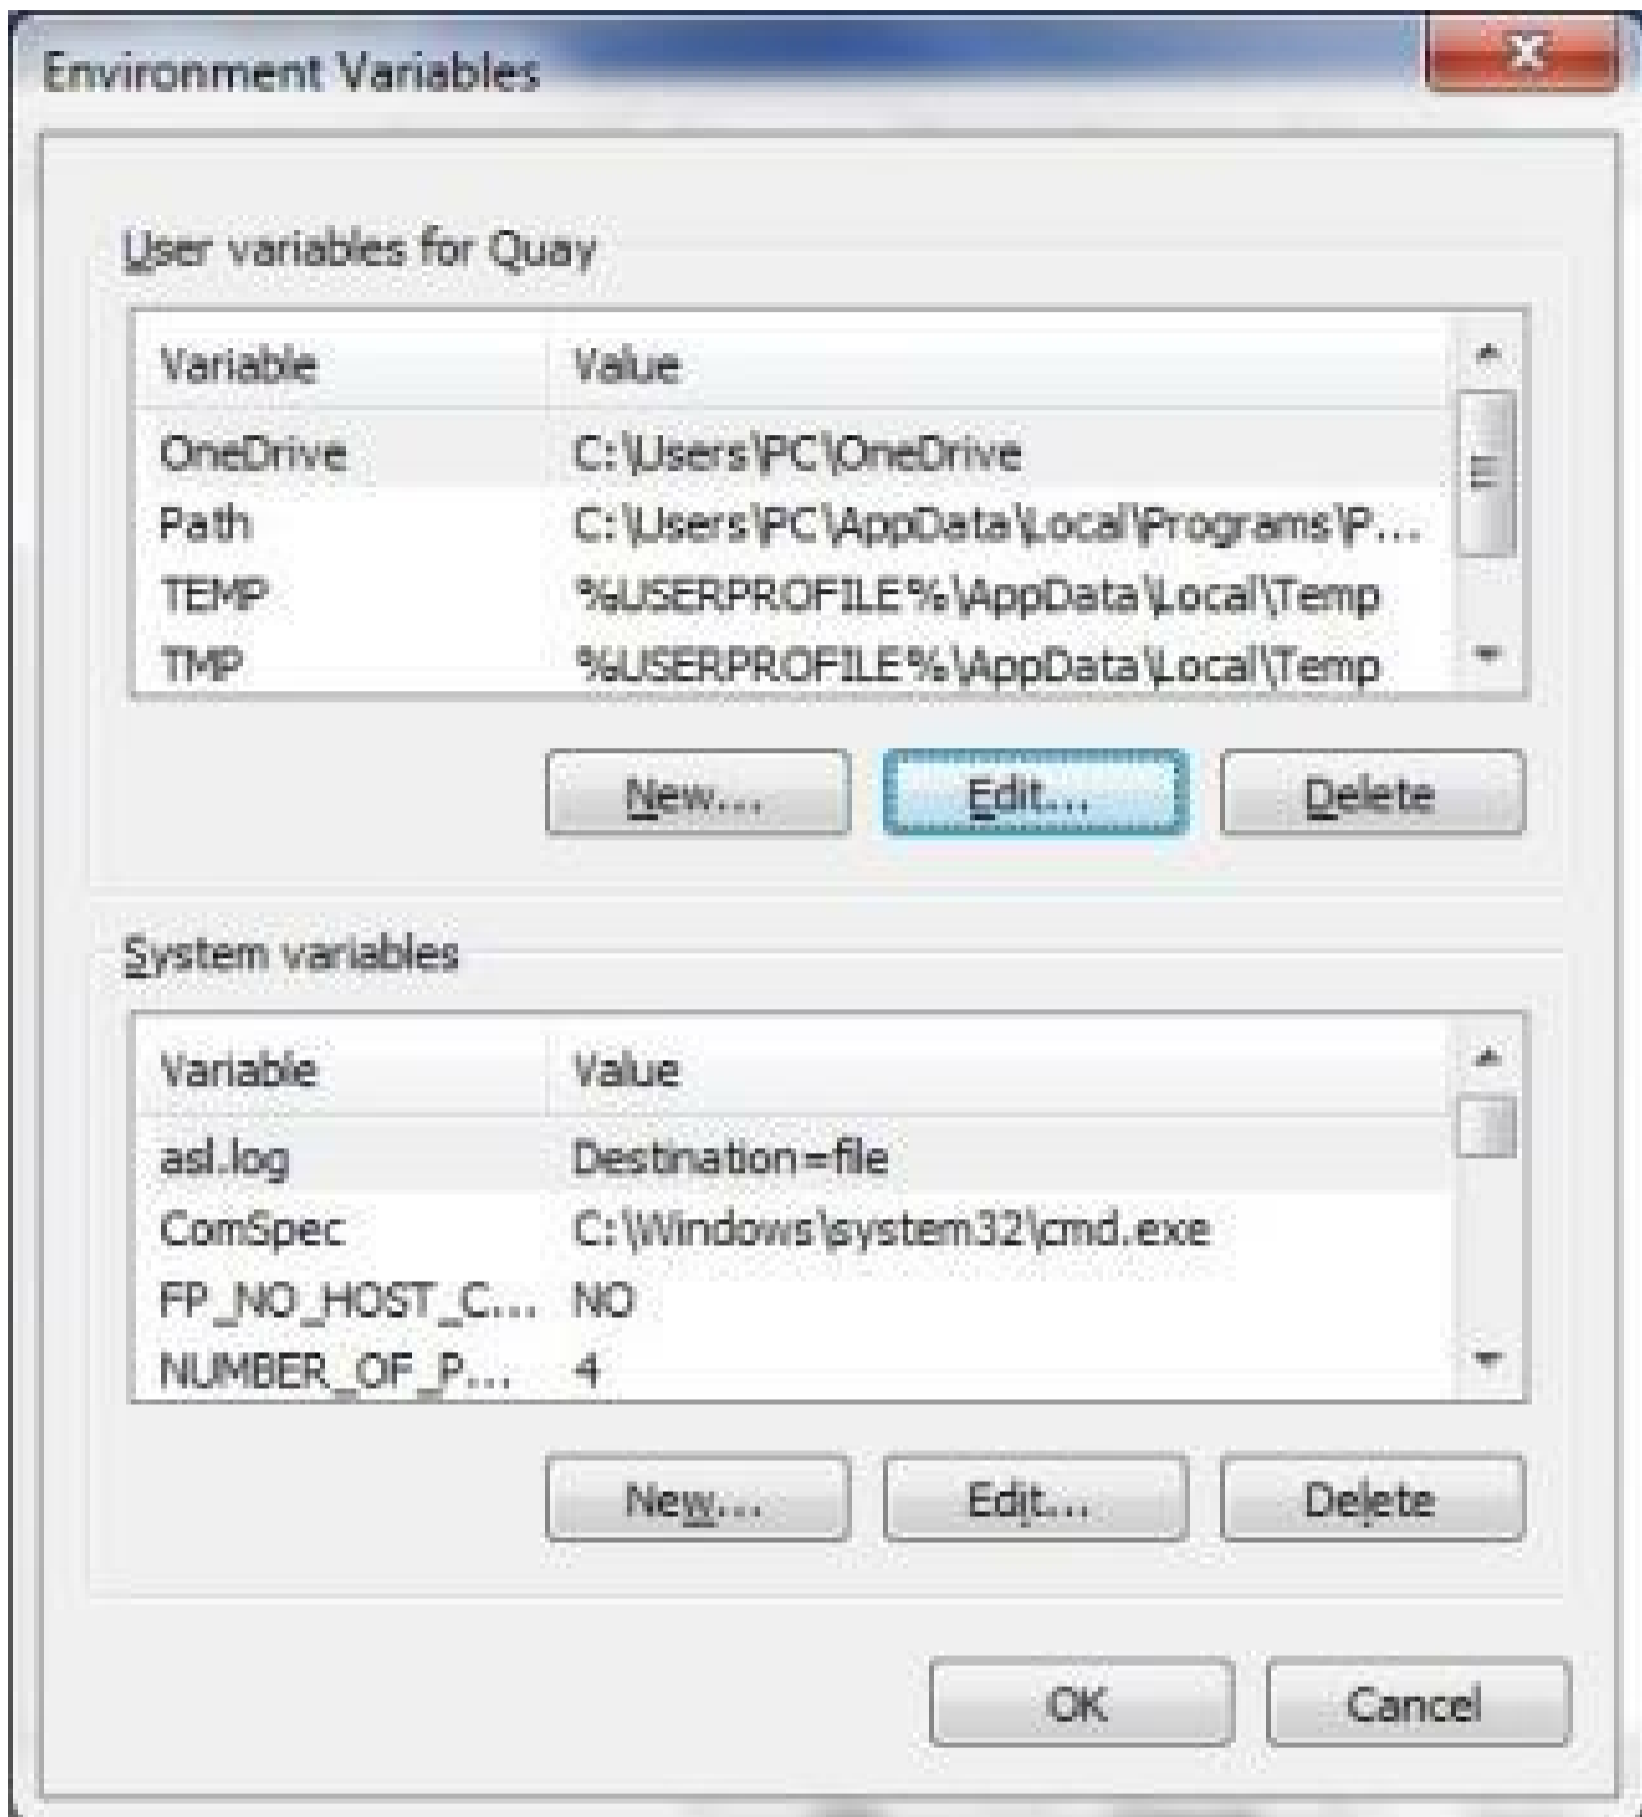 Environment Variables
User variables for Quay
Variable Value
OneDrive C:\Users\PC\OneDrive
Path C:\Users\PC\AppData\Local\Programs\P...
TEMP %USERPROFILE%\AppData\Local\Temp
TMP %USERPROFILE%\AppData\Local\Temp
New... Edit... Delete
System variables
Variable Value
asl.log Destination=file
ComSpec C:\Windows\system32\cmd.exe
FP_NO_HOST_C... NO
NUMBER_OF_P... 4
New... Edit... Delete
OK Cancel